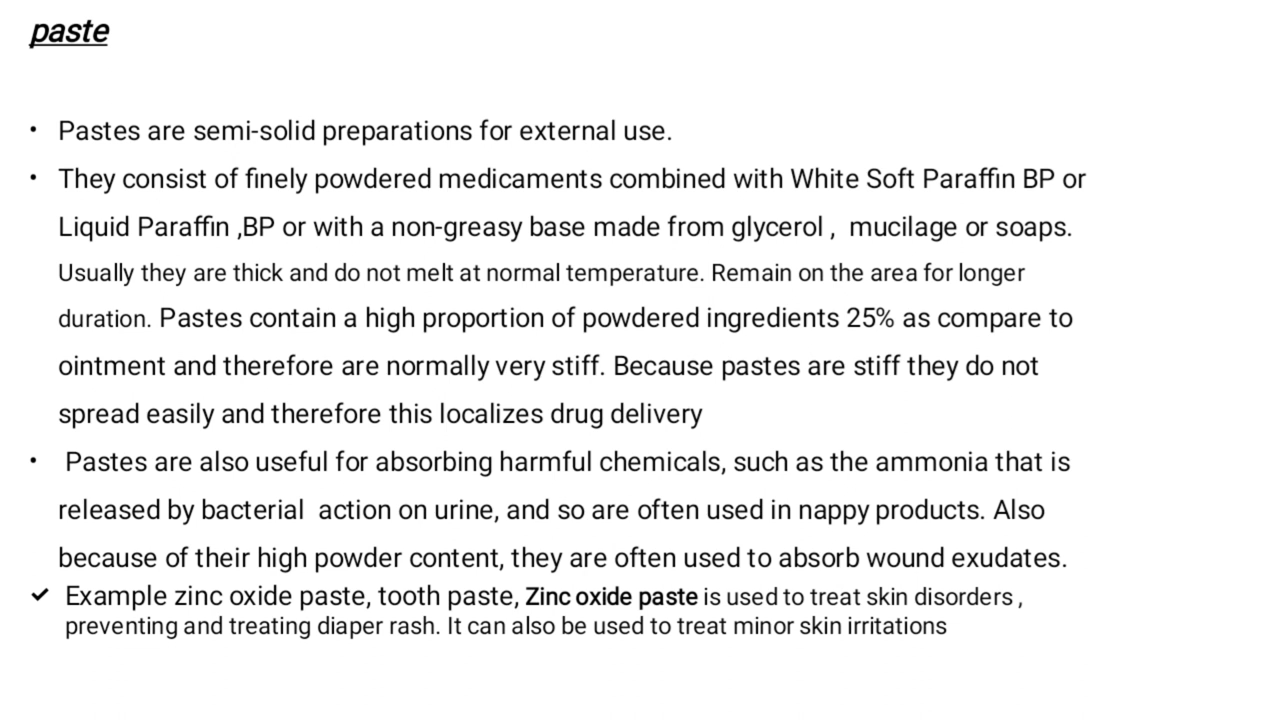 paste
• Pastes are semi-solid preparations for external use.
• They consist of finely powdered medicaments combined with White Soft Paraffin BP or
Liquid Paraffin ,BP or with a non-greasy base made from glycerol ,  mucilage or soaps.
Usually they are thick and do not melt at normal temperature. Remain on the area for longer
duration. Pastes contain a high proportion of powdered ingredients 25% as compare to
ointment and therefore are normally very stiff. Because pastes are stiff they do not
spread easily and therefore this localizes drug delivery
• Pastes are also useful for absorbing harmful chemicals, such as the ammonia that is
released by bacterial  action on urine, and so are often used in nappy products. Also
because of their high powder content, they are often used to absorb wound exudates.
✓ Example zinc oxide paste, tooth paste, Zinc oxide paste is used to treat skin disorders ,
preventing and treating diaper rash. It can also be used to treat minor skin irritations